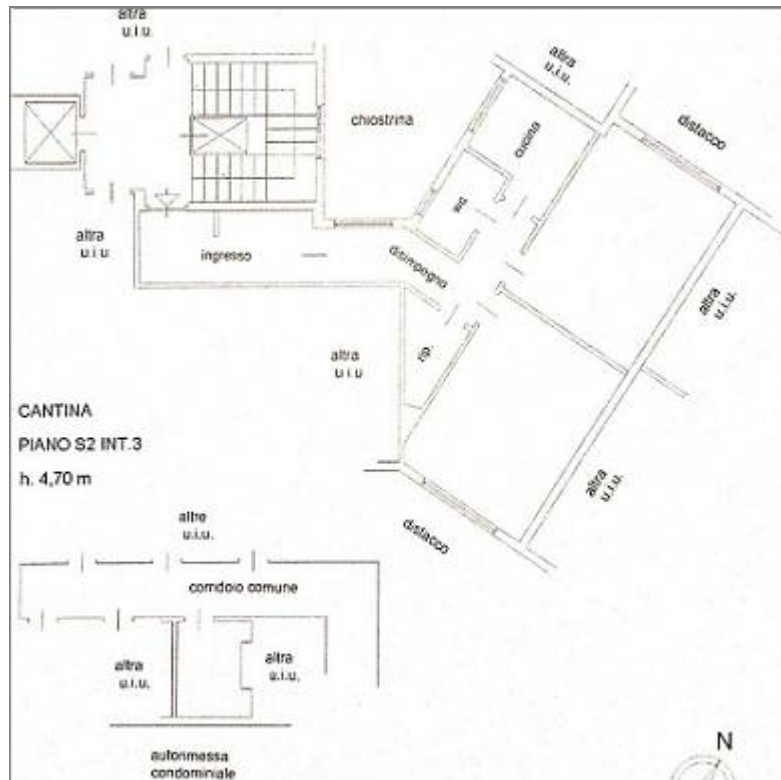 altra
u.i.u.
altra
u.i.u.
distacco
chiostrina
cucina
wc
altra
u.i.u
ingresso
disimpegno
altra
u.i.u.
altra
u.i.u
rip.
CANTINA
PIANO S2 INT.3
h. 4,70 m
altra
u.i.u.
distacco
altre
u.i.u.
corridoio comune
altra
u.i.u.
altra
u.i.u.
autorimessa
condominiale
N